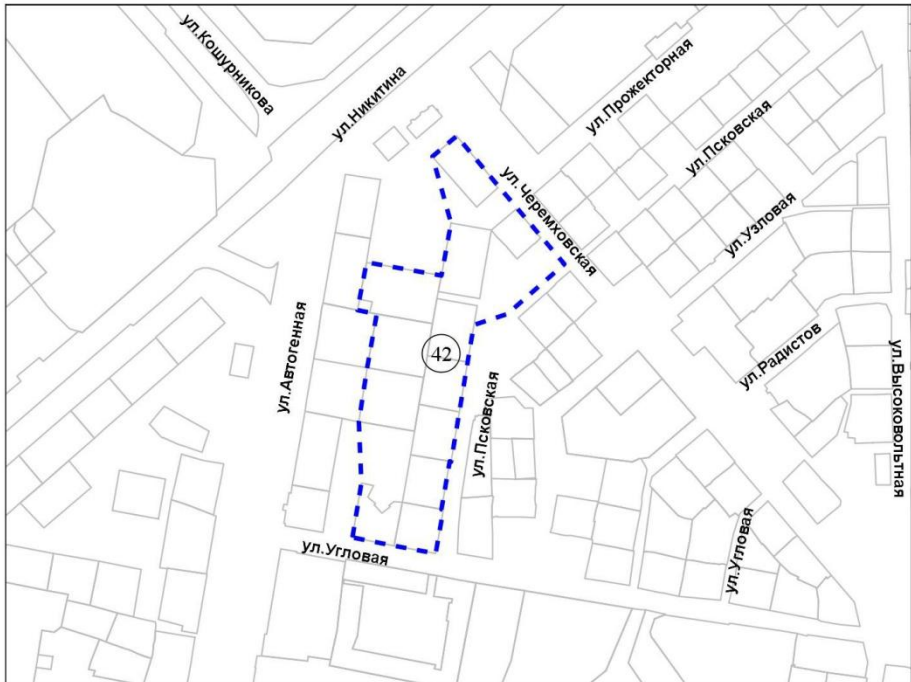 ул.Кошурникова
ул.Никитина
ул.Прожекторная
ул.Псковская
ул.Черемховская
ул.Узловая
ул.Автогенная
42
ул.Радистов
ул.Высоковольтная
ул.Псковская
ул.Угловая
ул.Угловая